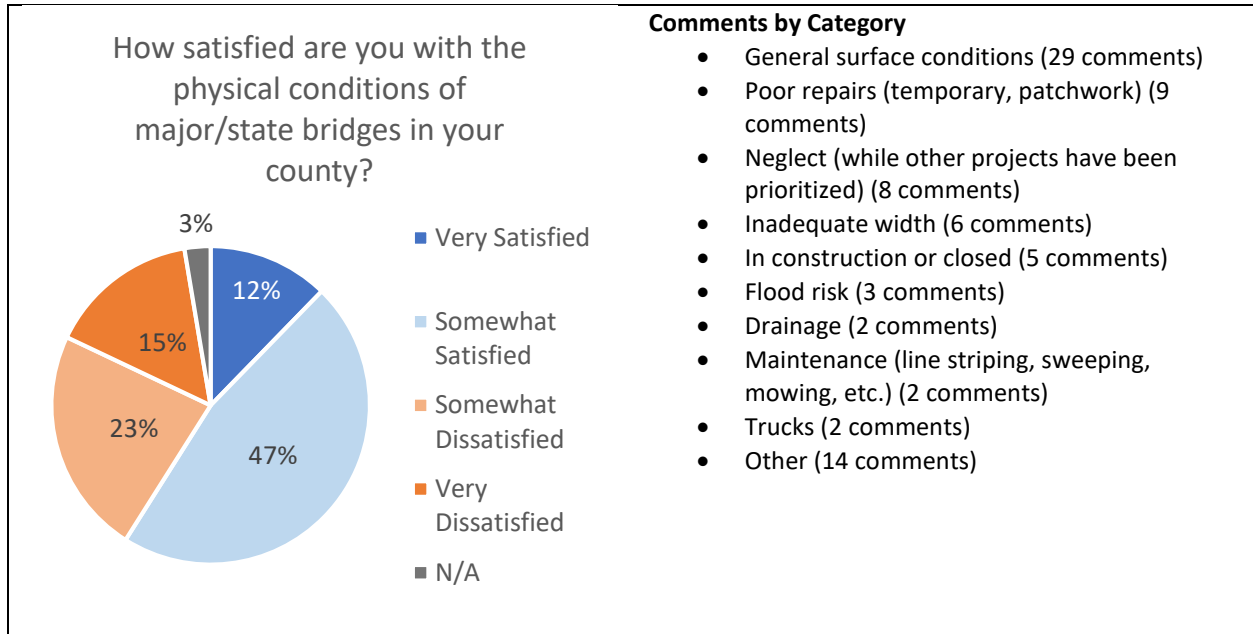 How satisfied are you with the
physical conditions of
major/state bridges in your
county?
3%
12%
15%
23%
47%
Very Satisfied
Somewhat
Satisfied
Somewhat
Dissatisfied
Very
Dissatisfied
N/A
Comments by Category
• General surface conditions (29 comments)
• Poor repairs (temporary, patchwork) (9
comments)
• Neglect (while other projects have been
prioritized) (8 comments)
• Inadequate width (6 comments)
• In construction or closed (5 comments)
• Flood risk (3 comments)
• Drainage (2 comments)
• Maintenance (line striping, sweeping,
mowing, etc.) (2 comments)
• Trucks (2 comments)
• Other (14 comments)